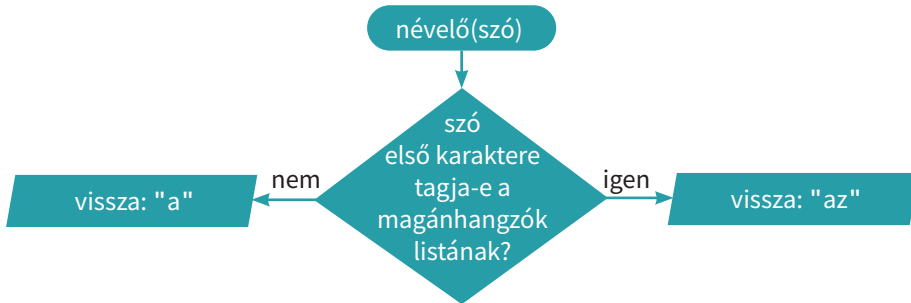 névelő(szó)
szó
első karaktere
tagja-e a
magánhangzók
listának?
nem
igen
vissza: "a"
vissza: "az"